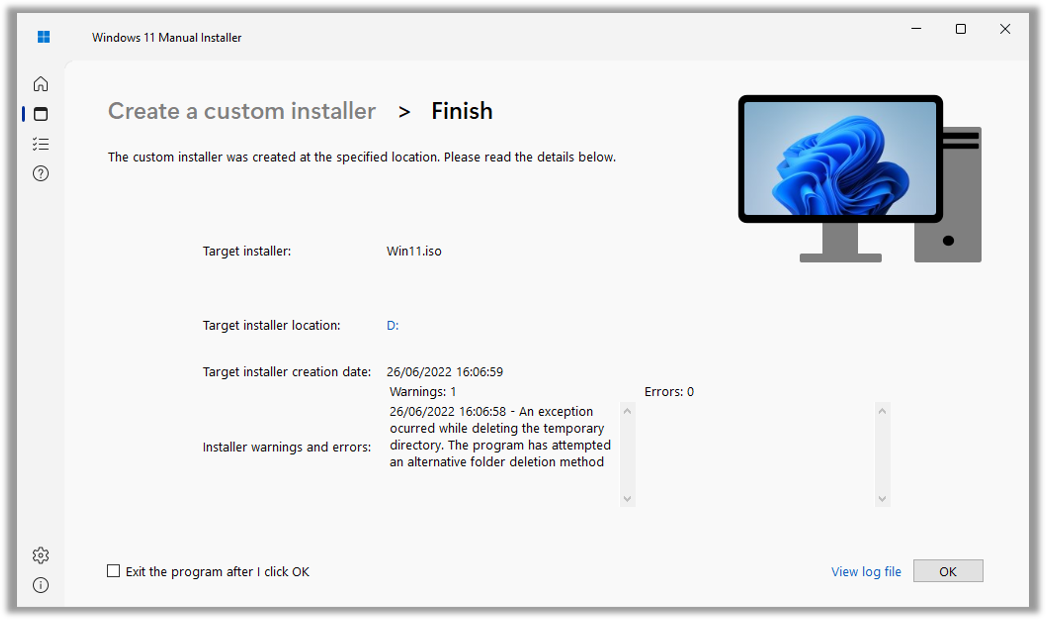 Windows 11 Manual Installer
Create a custom installer > Finish
The custom installer was created at the specified location. Please read the details below.
Target installer: Win11.iso
Target installer location: D:
Target installer creation date: 26/06/2022 16:06:59
Warnings: 1 Errors: 0
26/06/2022 16:06:58 - An exception
ocurred while deleting the temporary
directory. The program has attempted
Installer warnings and errors:
an alternative folder deletion method
Exit the program after I click OK
View log file OK